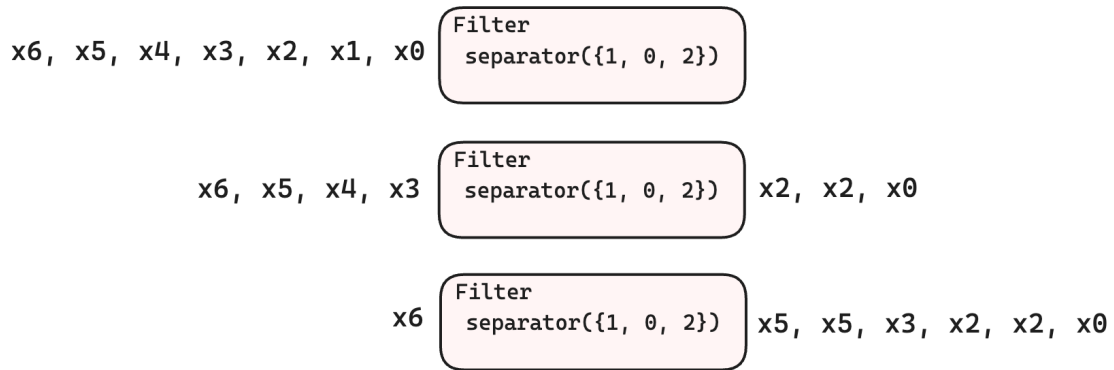 Filter
x6, x5, x4, x3, x2, x1, x0
separator({1, 0, 2})
Filter
x6, x5, x4, x3
separator({1, 0, 2})
x2, x2, x0
Filter
x6
separator({1, 0, 2})
x5, x5, x3, x2, x2, x0